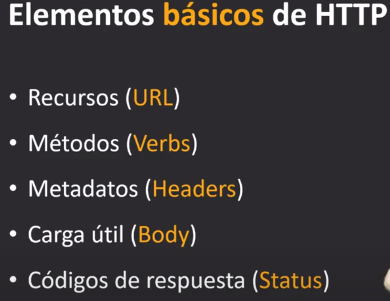 Elementos básicos de HTTP
• Recursos (URL)
• Métodos (Verbs)
• Metadatos (Headers)
• Carga útil (Body)
• Códigos de respuesta (Status)